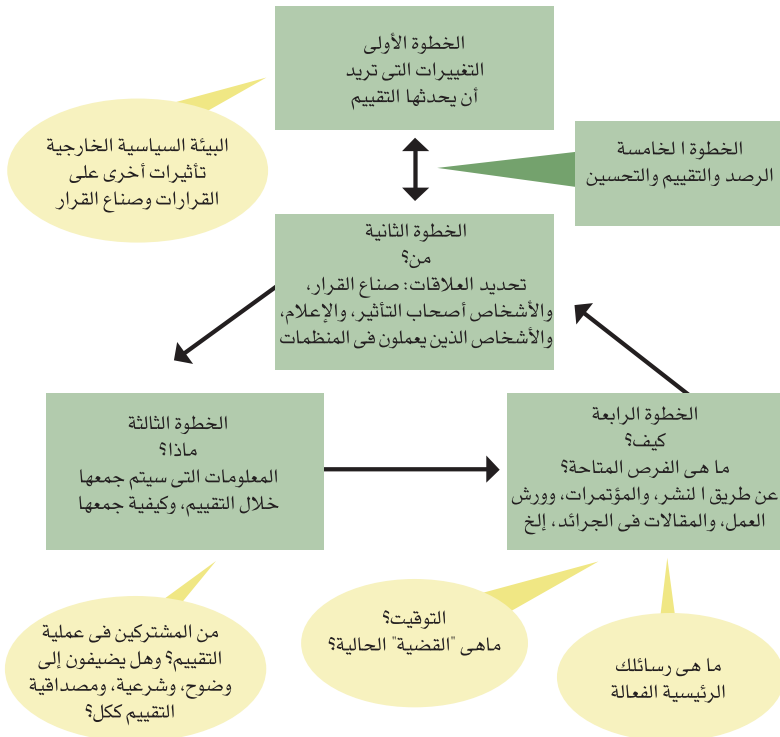 الخطوة الأولى
التغييرات التى تريد
أن يحدثها التقييم
البيئة السياسية الخارجية
تأثيرات أخرى على
القرارات وصناع القرار
الخطوة ا لخامسة
الرصد والتقييم والتحسين
الخطوة الثانية
من؟
تحديد العلاقات: صناع القرار،
والأشخاص أصحاب التأثير، والإعلام،
والأشخاص الذين يعملون فى المنظمات
الخطوة الثالثة
ماذا؟
المعلومات التى سيتم جمعها
خلال التقييم، وكيفية جمعها
الخطوة الرابعة
كيف؟
ما هى الفرص المتاحة؟
عن طريق ا لنشر، والمؤتمرات، وورش
العمل، والمقالات فى الجرائد، إلخ
من المشتركين فى عملية
التقييم؟ وهل يضيفون إلى
وضوح، وشرعية، ومصداقية
التقييم ككل؟
التوقيت؟
ماهى "القضية" الحالية؟
ما هى رسائلك
الرئيسية الفعالة